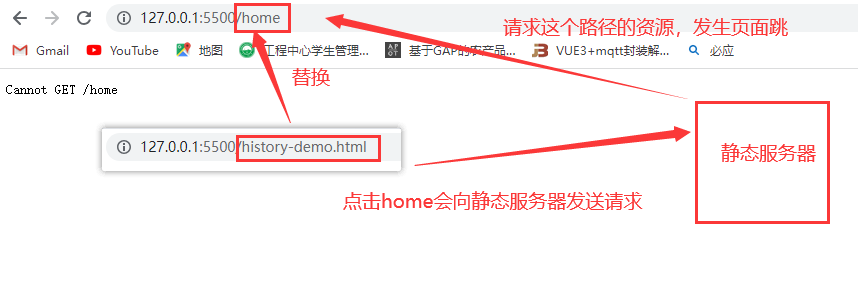 127.0.0.1:5500/home
请求这个路径的资源，发生页面跳
Gmail YouTube 地图 工程中心学生管理... 基于GAP的农产品... VUE3+mqtt封装解... 必应
替换
Cannot GET /home
127.0.0.1:5500/history-demo.html
静态服务器
点击home会向静态服务器发送请求